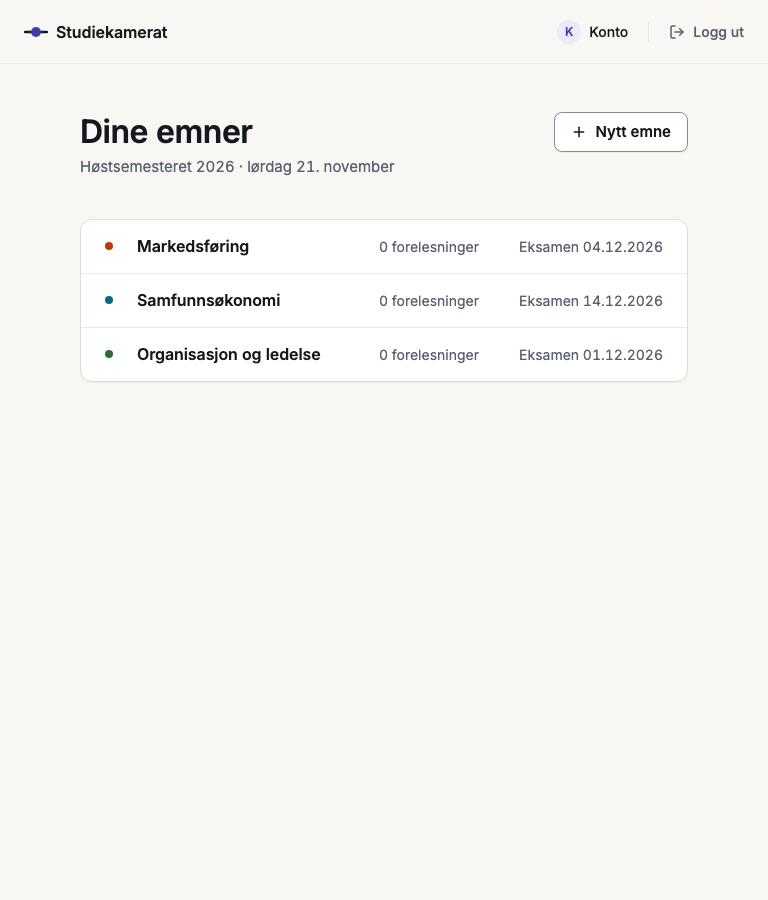 Studiekamerat
K Konto
Logg ut
Dine emner
Nytt emne
Høstsemesteret 2026 · lørdag 21. november
Markedsføring 0 forelesninger Eksamen 04.12.2026
Samfunnsøkonomi 0 forelesninger Eksamen 14.12.2026
Organisasjon og ledelse 0 forelesninger Eksamen 01.12.2026